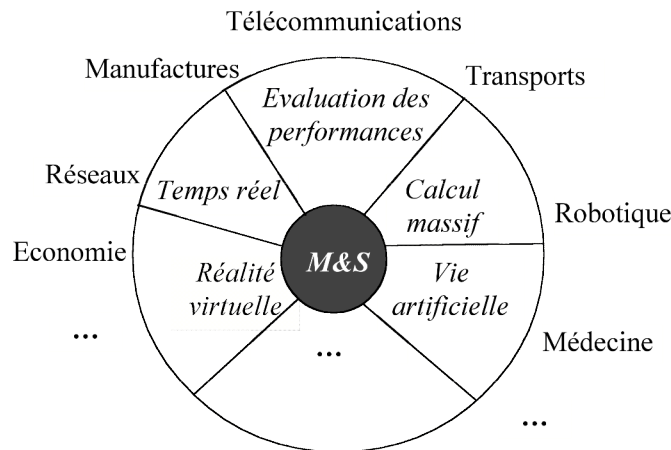 Télécommunications
Manufactures
Transports
Evaluation des
performances
Réseaux
Temps réel
Calcul
massif
Robotique
Economie
Réalité
virtuelle
M&S
Vie
artificielle
...
...
Médecine
...